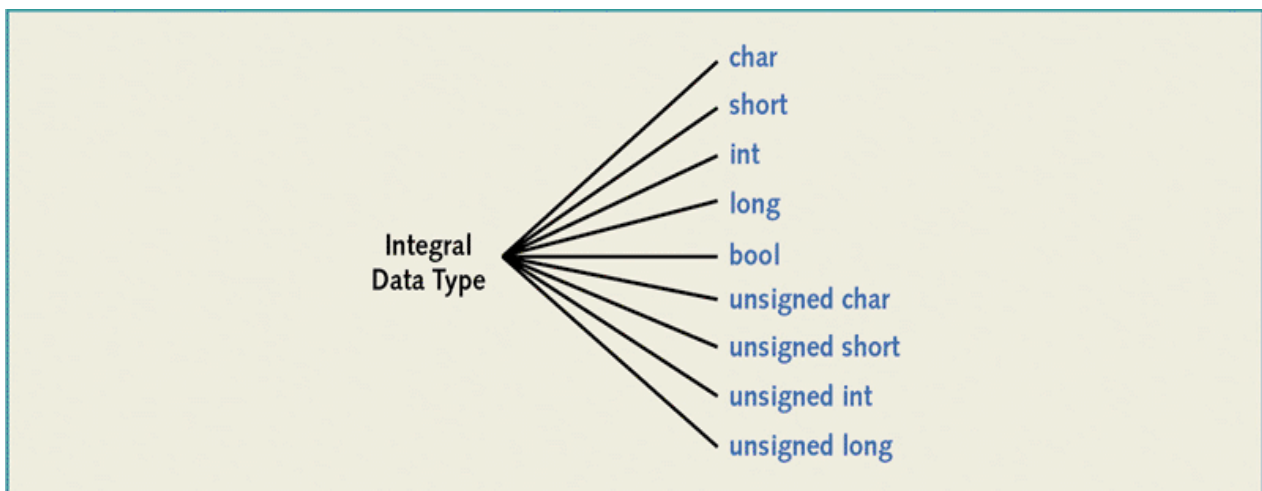 char
short
int
long
Integral
Data Type
bool
unsigned char
unsigned short
unsigned int
unsigned long